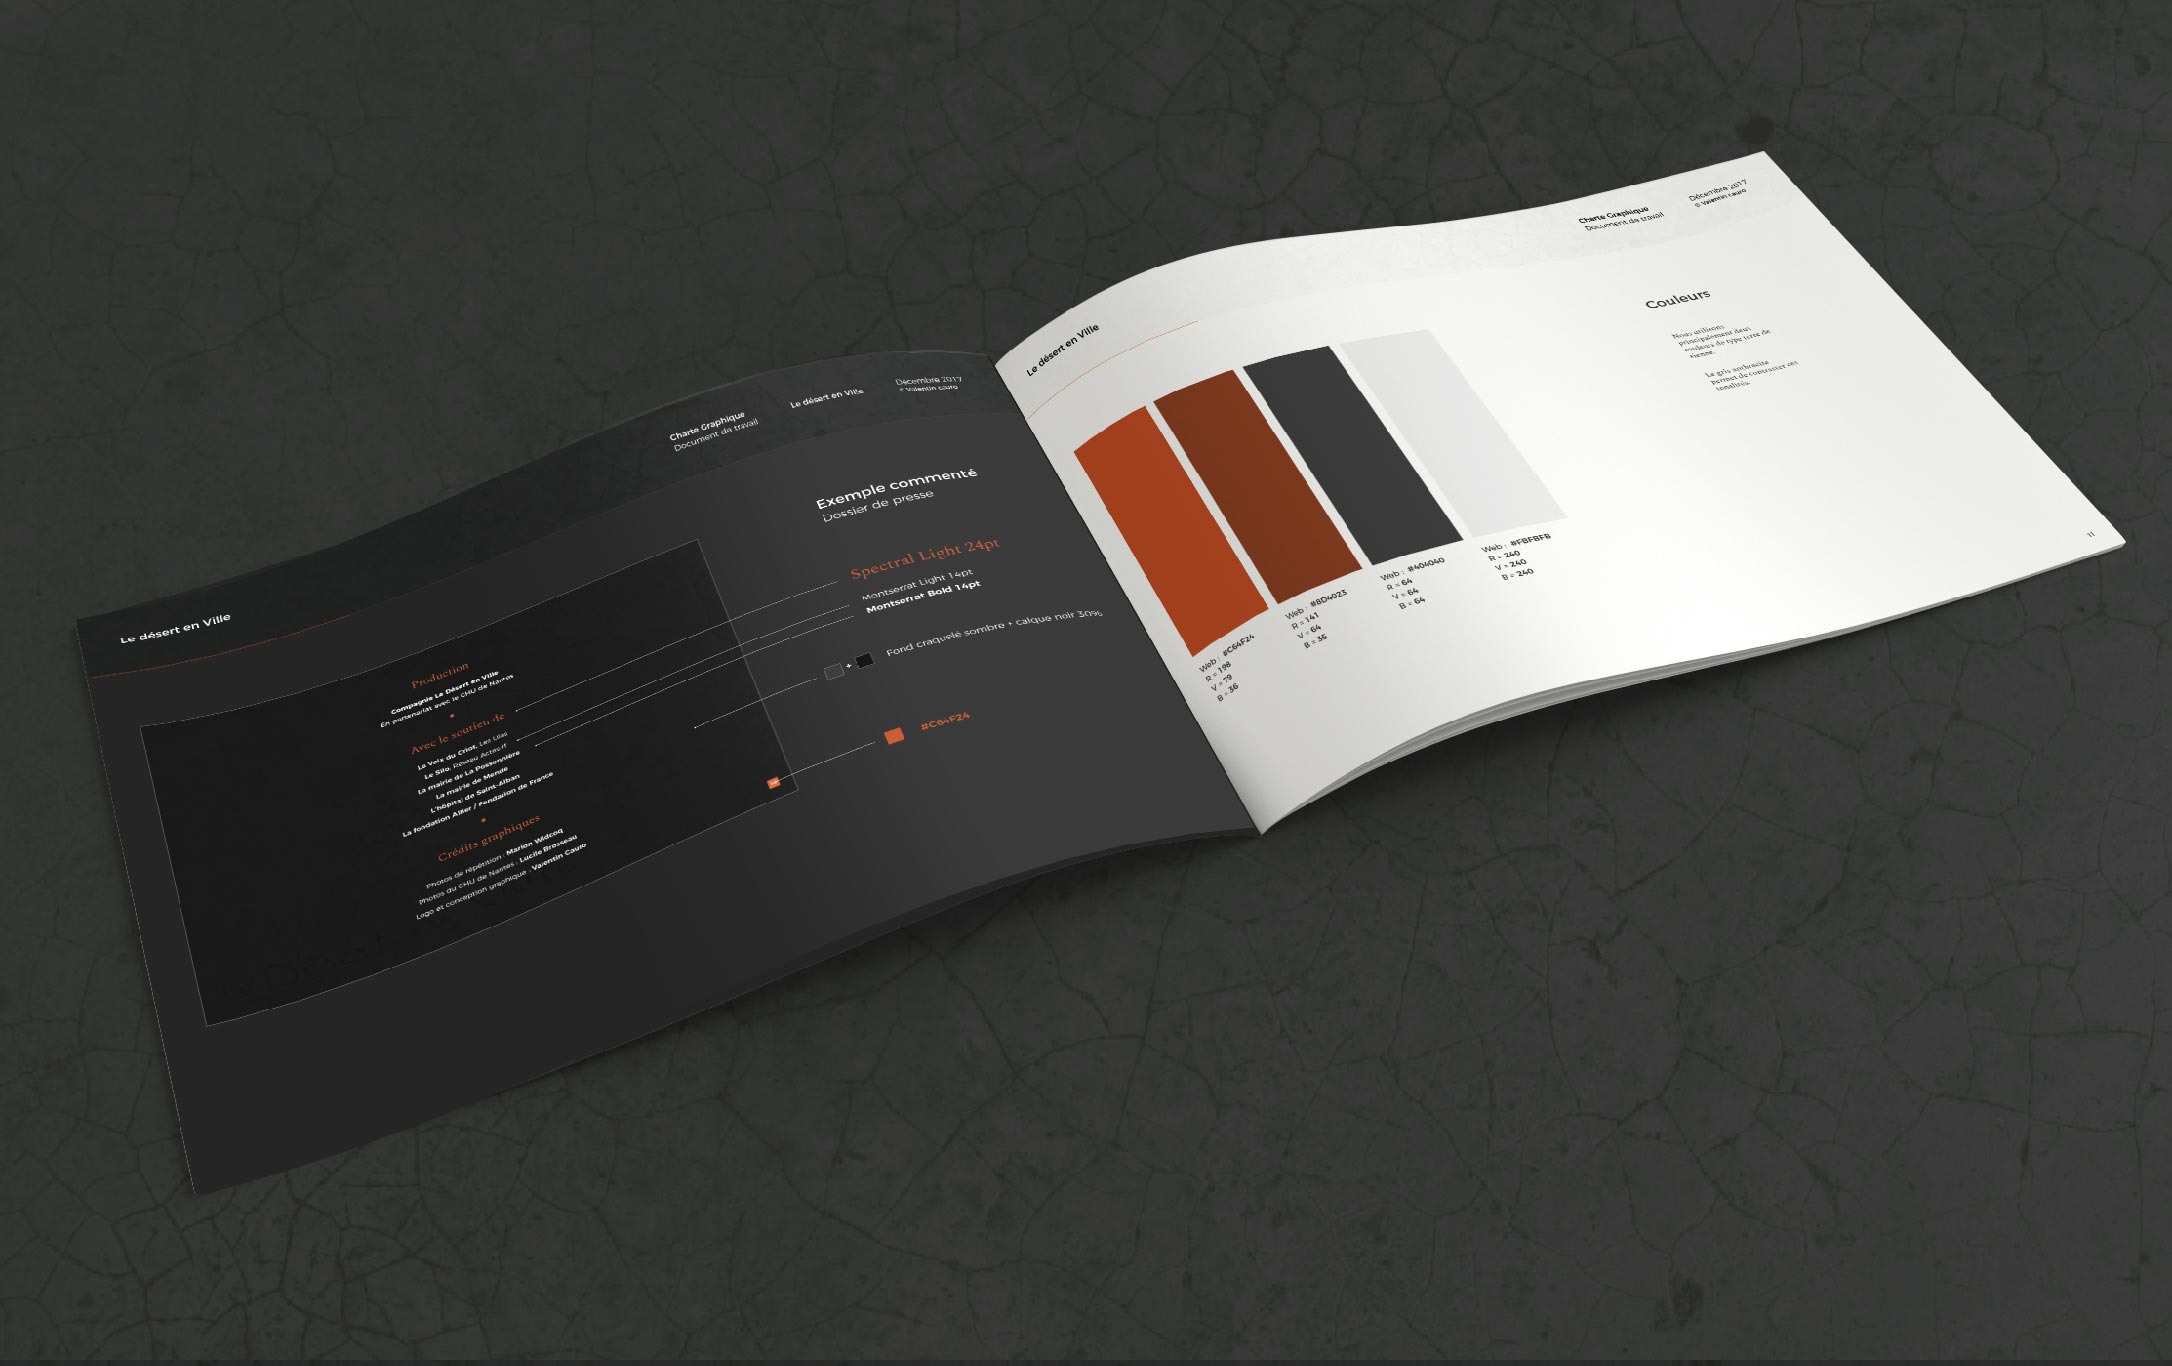 Le désert en Ville
Charte Graphique
Document de travail
Le désert en Ville
Décembre 2017
© Valentin Cauro
Exemple commenté
Dossier de presse
Spectral Light 24pt
Montserrat Light 14pt
Montserrat Bold 14pt
Fond craquelé sombre + calque noir 30%
#C64F24
Production
Compagnie Le Désert en Ville
En partenariat avec le CHU de Nantes
Avec le soutien de
La Voix du Griot, Les Lilas
Le Silo, Réseau Actes if
La mairie de La Possonnière
La mairie de Mende
L'hôpital de Saint-Alban
La fondation Allier / Fondation de France
Crédits graphiques
Photos de répétition : Marion Widcoq
Photos du CHU de Nantes : Lucile Brosseau
Logo et conception graphique : Valentin Cauro
Le désert en Ville
Charte Graphique
Document de travail
Décembre 2017
© Valentin Cauro
Couleurs
Nous utilisons
principalement deux
couleurs de type terre de
sienne.
Le gris anthracite
permet de contraster ces
tonalités.
Web : #C64F24
R = 198
V = 79
B = 36
Web : #8D4023
R = 141
V = 64
B = 35
Web : #404040
R = 64
V = 64
B = 64
Web : #FBFBFB
R = 240
V = 240
B = 240
11